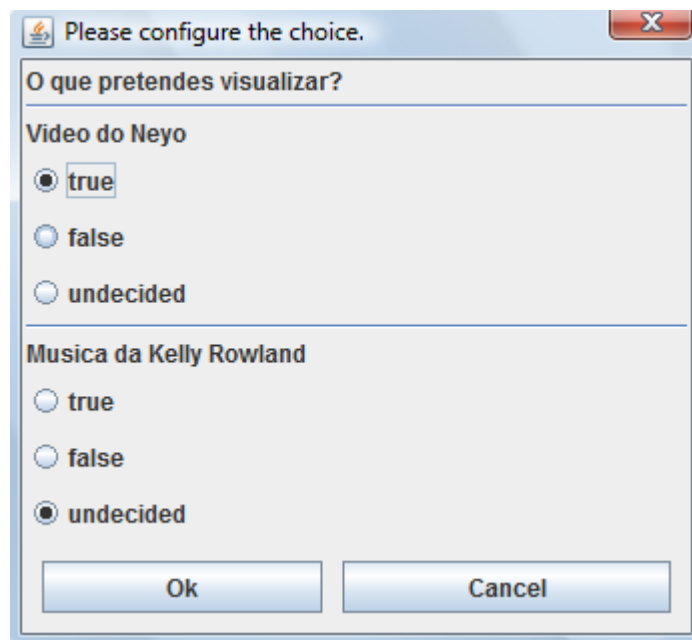 Please configure the choice.
O que pretendes visualizar?
Video do Neyo
true
false
undecided
Musica da Kelly Rowland
true
false
undecided
Ok
Cancel